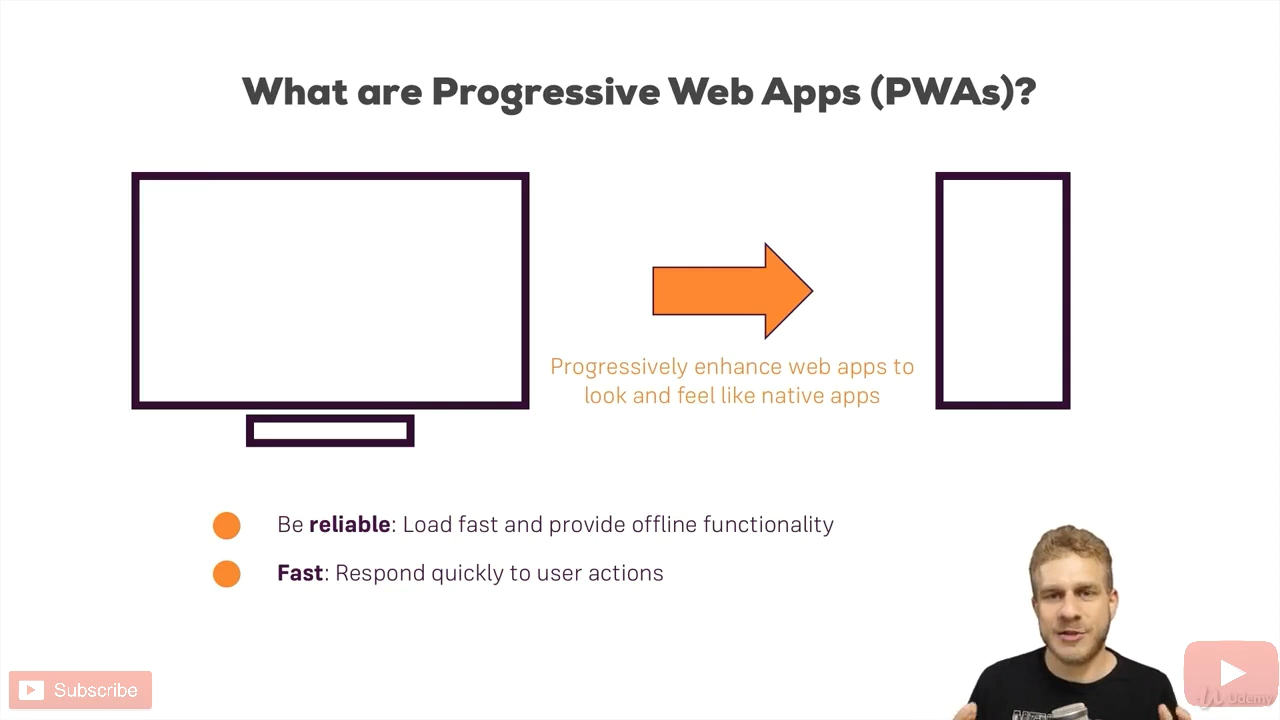 What are Progressive Web Apps (PWAs)?
Progressively enhance web apps to
look and feel like native apps
Be reliable: Load fast and provide offline functionality
Fast: Respond quickly to user actions
Subscribe
Udemy